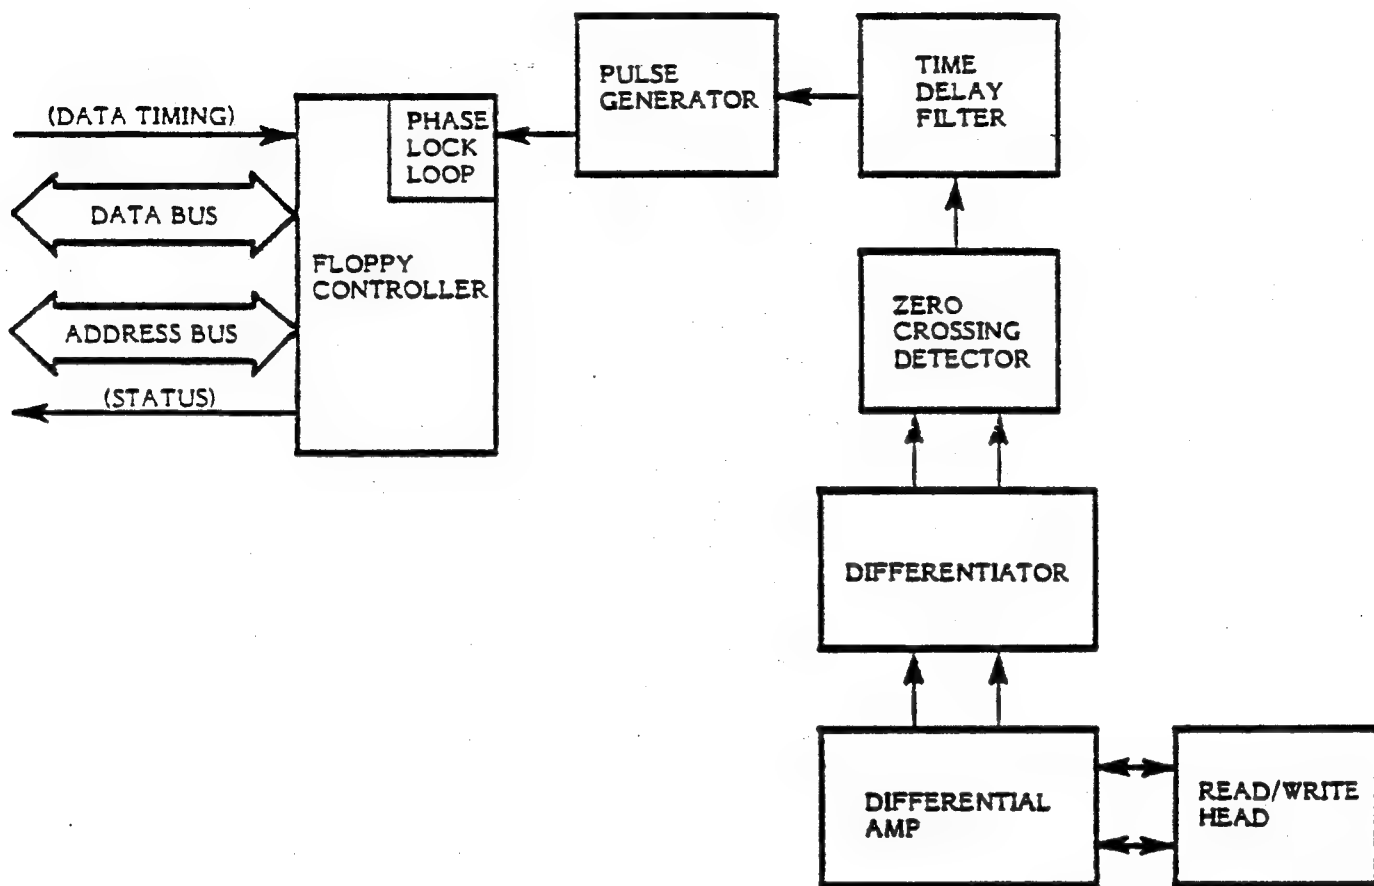 PULSE
GENERATOR
TIME
DELAY
FILTER
(DATA TIMING)
PHASE
LOCK
LOOP
DATA BUS
FLOPPY
CONTROLLER
ADDRESS BUS
(STATUS)
ZERO
CROSSING
DETECTOR
DIFFERENTIATOR
DIFFERENTIAL
AMP
READ/WRITE
HEAD